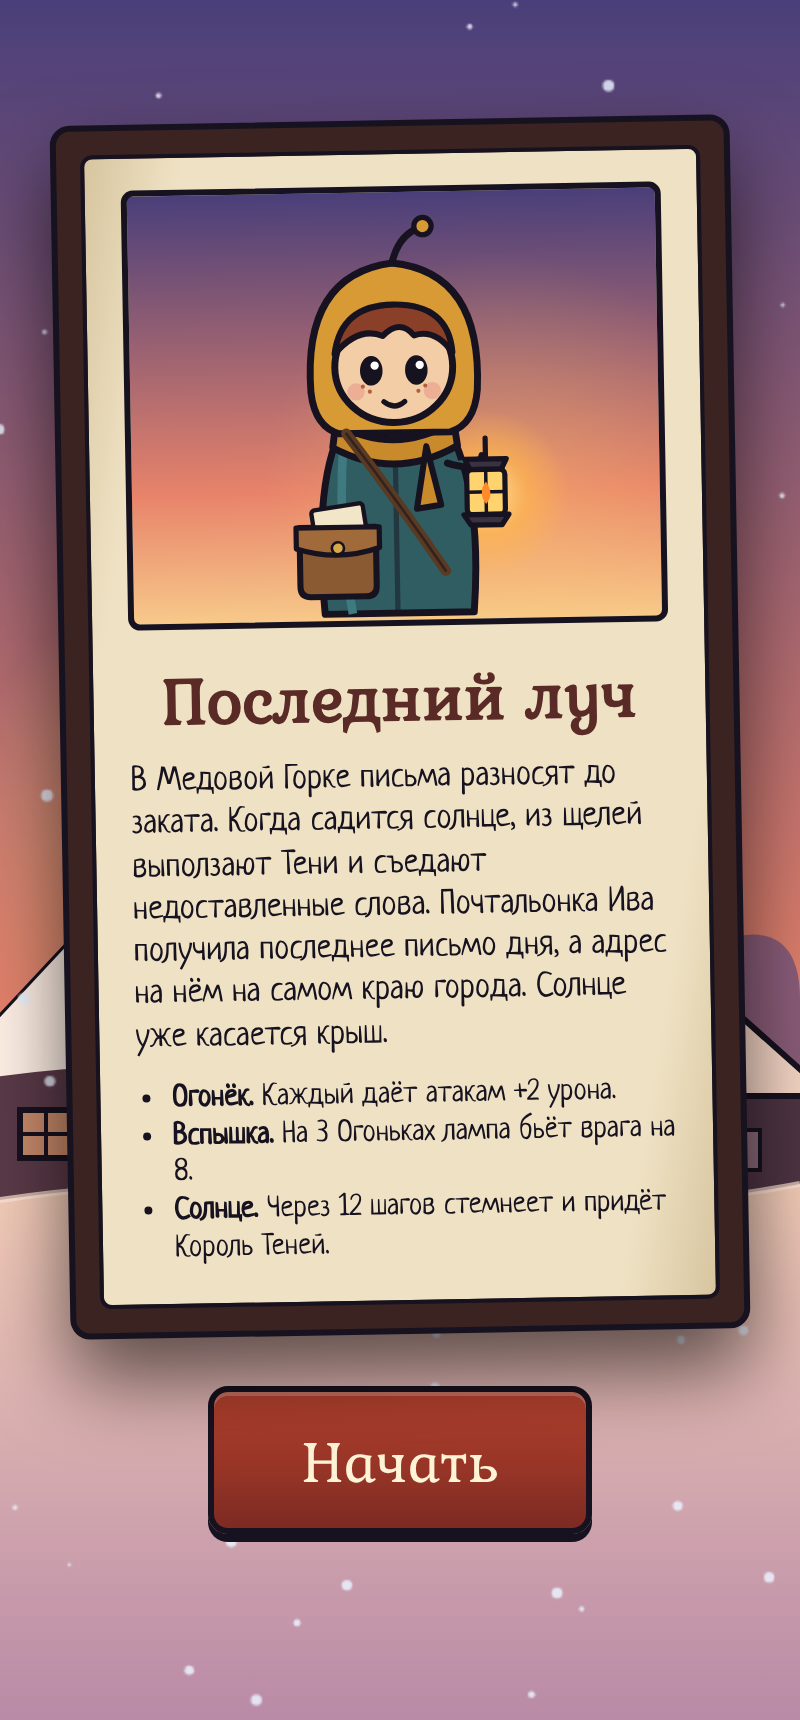 Последний луч
В Медовой Горке письма разносят до
заката. Когда садится солнце, из щелей
выползают Тени и съедают
недоставленные слова. Почтальонка Ива
получила последнее письмо дня, а адрес
на нём на самом краю города. Солнце
уже касается крыш.
• Огонёк. Каждый даёт атакам +2 урона.
• Вспышка. На 3 Огоньках лампа бьёт врага на
8.
• Солнце. Через 12 шагов стемнеет и придёт
Король Теней.
Начать